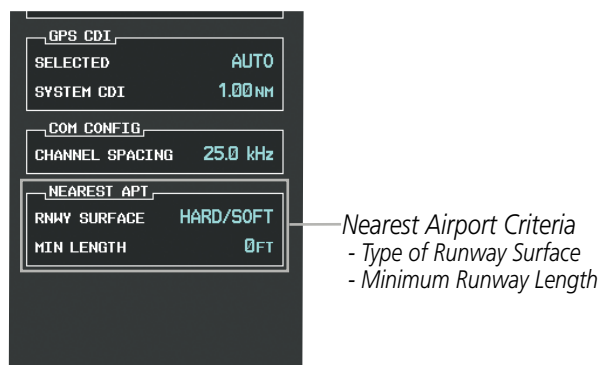 GPS CDI
SELECTED AUTO
SYSTEM CDI 1.00NM
COM CONFIG
CHANNEL SPACING 25.0 kHz
NEAREST APT
RNWY SURFACE HARD/SOFT
MIN LENGTH 0FT
Nearest Airport Criteria
- Type of Runway Surface
- Minimum Runway Length